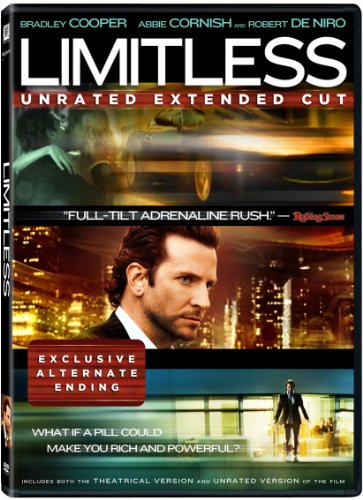 BRADLEY COOPER ABBIE CORNISH AND ROBERT DE NIRO
LIMITLESS
UNRATED EXTENDED CUT
"FULL-TILT ADRENALINE RUSH." — Rolling Stone
EXCLUSIVE
ALTERNATE
ENDING
WHAT IF A PILL COULD
MAKE YOU RICH AND POWERFUL?
INCLUDES BOTH THE THEATRICAL VERSION AND UNRATED VERSION OF THE FILM
LIMITLESS
DVD